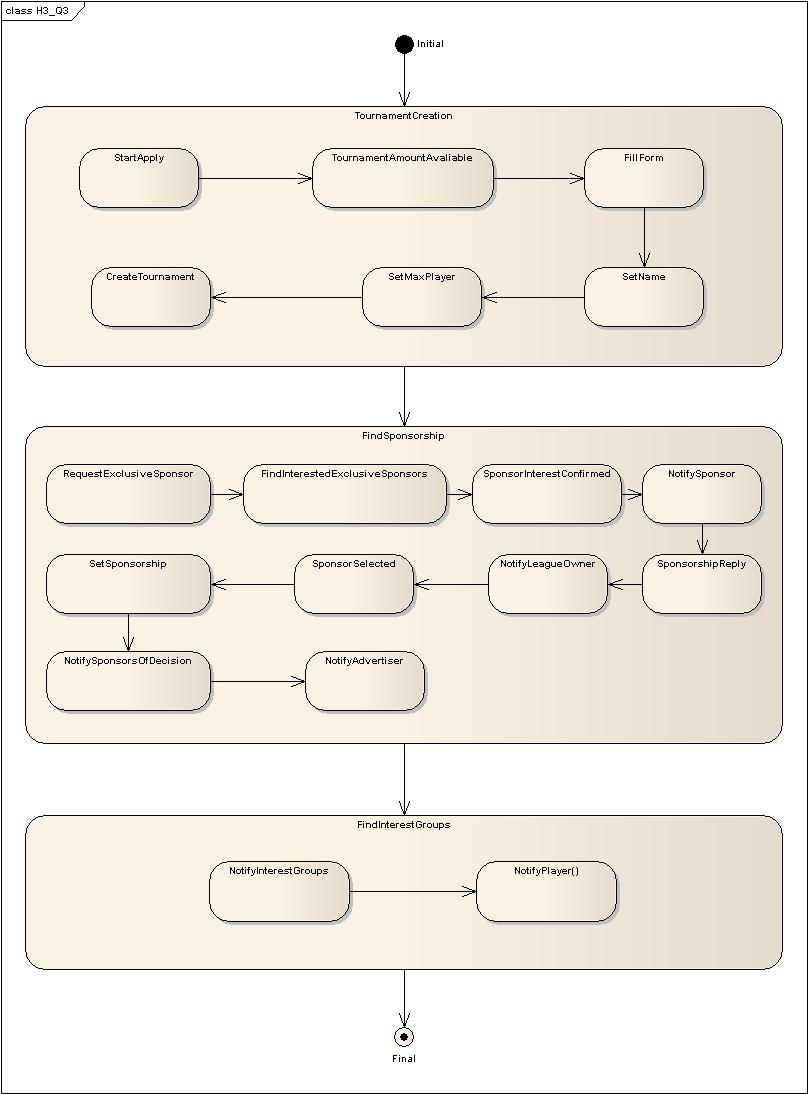 class H3_Q3
Initial
TournamentCreation
StartApply
TournamentAmountAvaliable
FillForm
CreateTournament
SetMaxPlayer
SetName
FindSponsorship
RequestExclusiveSponsor
FindInterestedExclusiveSponsors
SponsorInterestConfirmed
NotifySponsor
SetSponsorship
SponsorSelected
NotifyLeagueOwner
SponsorshipReply
NotifySponsorsOfDecision
NotifyAdvertiser
FindInterestGroups
NotifyInterestGroups
NotifyPlayer()
Final